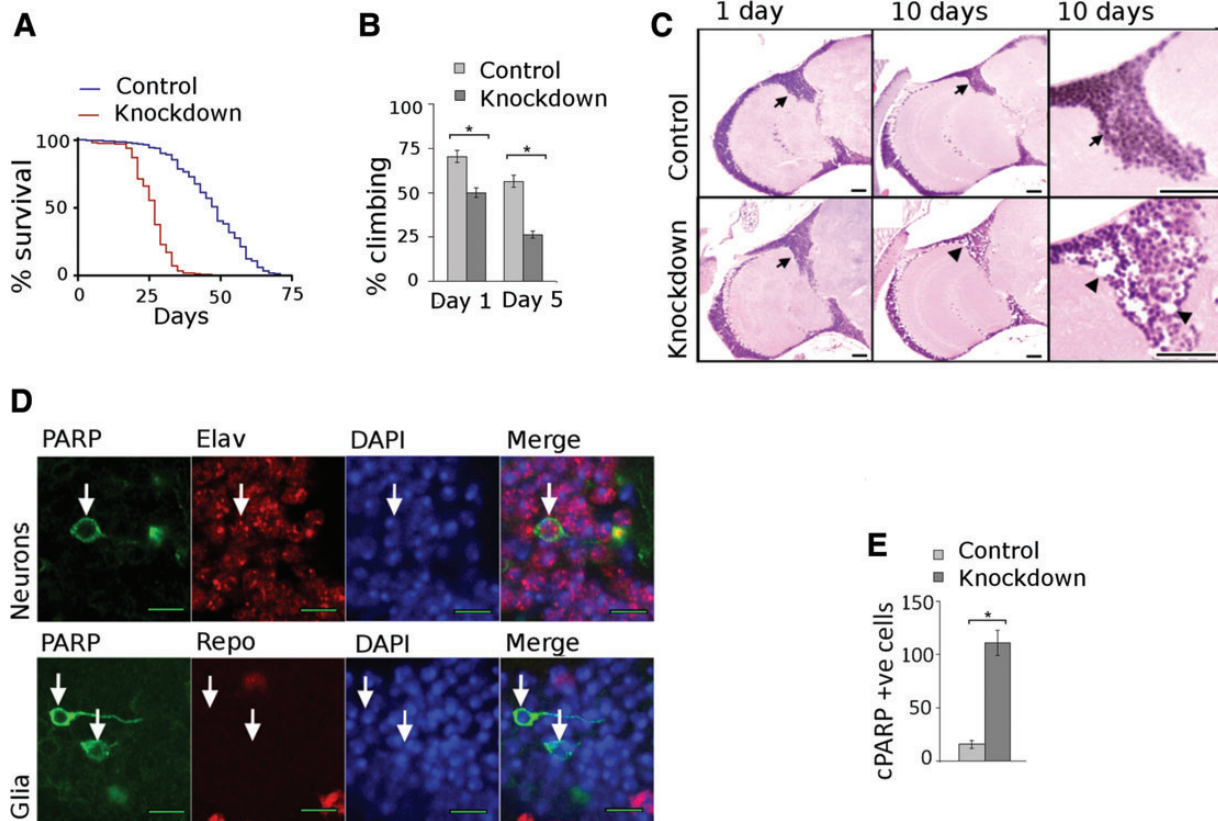 A
Control
Knockdown
% survival
100
50
0
0 25 50 75
Days
B
Control
Knockdown
% climbing
100
75
50
25
0
*
*
Day 1 Day 5
C
1 day 10 days 10 days
Control
Knockdown
D
PARP Elav DAPI Merge
Neurons
PARP Repo DAPI Merge
Glia
E
Control
Knockdown
cPARP +ve cells
150
100
50
0
*